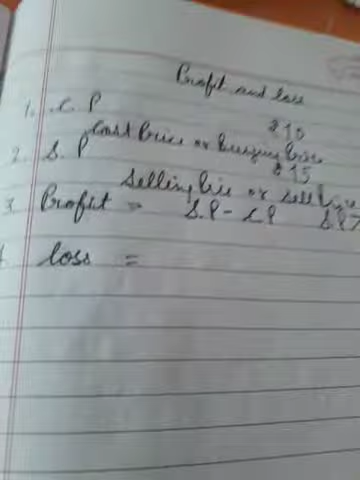 Profit and loss
1. C.P ₹10
Cost Price or buying Price
2. S.P ₹15
Selling Price or sell
3. Profit = S.P - C.P S.P >
4. loss =